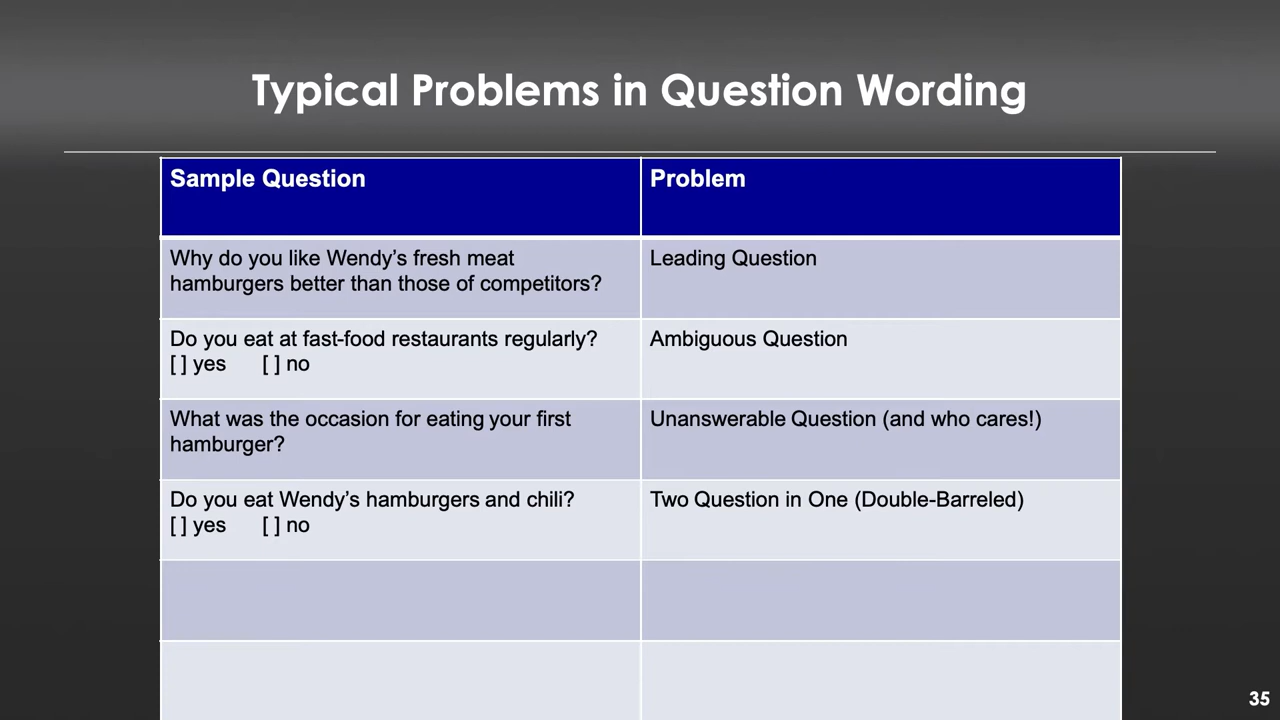 Typical Problems in Question Wording
Sample Question
Problem
Why do you like Wendy’s fresh meat
hamburgers better than those of competitors?
Leading Question
Do you eat at fast-food restaurants regularly?
[ ] yes [ ] no
Ambiguous Question
What was the occasion for eating your first
hamburger?
Unanswerable Question (and who cares!)
Do you eat Wendy’s hamburgers and chili?
[ ] yes [ ] no
Two Question in One (Double-Barreled)
35